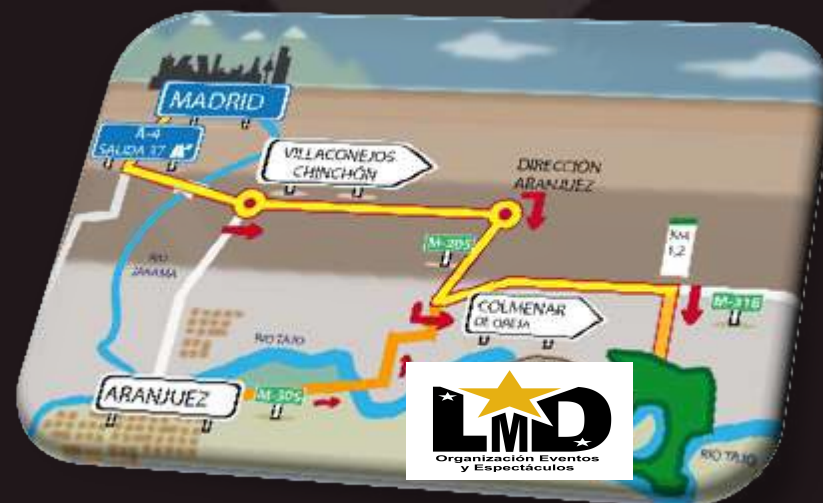 MADRID
A-4
SALIDA 37
VILLACONEJOS
CHINCHÓN
DIRECCIÓN
ARANJUEZ
M-305
KM
1,2
RIO
JARAMA
M-316
COLMENAR
DE OREJA
RIO TAJO
ARANJUEZ
M-305
LMD
Organización Eventos
y Espectáculos
RIO TAJO